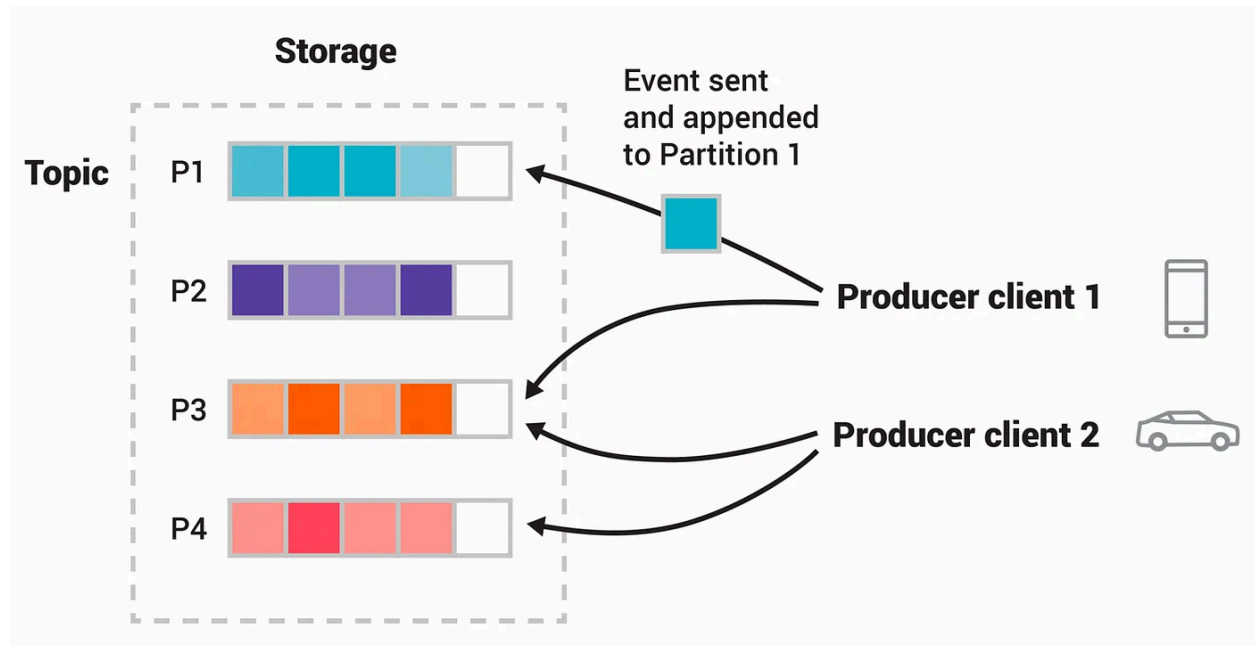 Storage
Event sent
and appended
to Partition 1
Topic
P1
P2
Producer client 1
P3
Producer client 2
P4